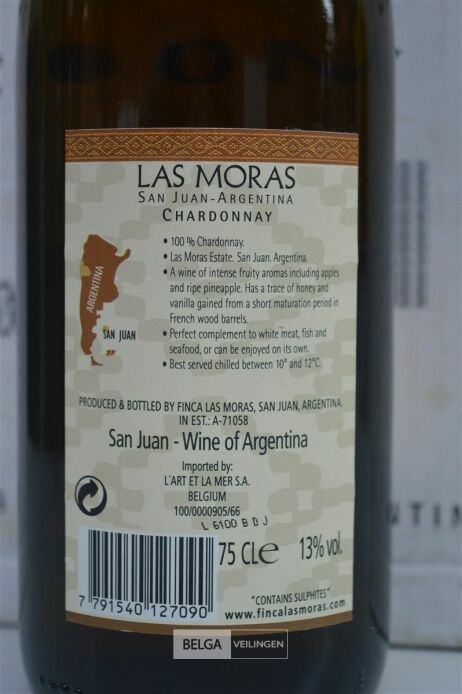 LAS MORAS
SAN JUAN-ARGENTINA
CHARDONNAY
• 100 % Chardonnay.
• Las Moras Estate. San Juan. Argentina.
• A wine of intense fruity aromas including apples
and ripe pineapple. Has a trace of honey and
vanilla gained from a short maturation period in
French wood barrels.
• Perfect complement to white meat, fish and
seafood, or can be enjoyed on its own.
• Best served chilled between 10° and 12°C.
ARGENTINA
SAN JUAN
PRODUCED & BOTTLED BY FINCA LAS MORAS, SAN JUAN, ARGENTINA.
IN EST.: A-71058
San Juan - Wine of Argentina
Imported by:
L'ART ET LA MER S.A.
BELGIUM
100/0000905/66
L 6100 B D J
75 CLe 13% vol.
7 791540 127090
"CONTAINS SULPHITES"
www.fincalasmoras.com
BELGA VEILINGEN